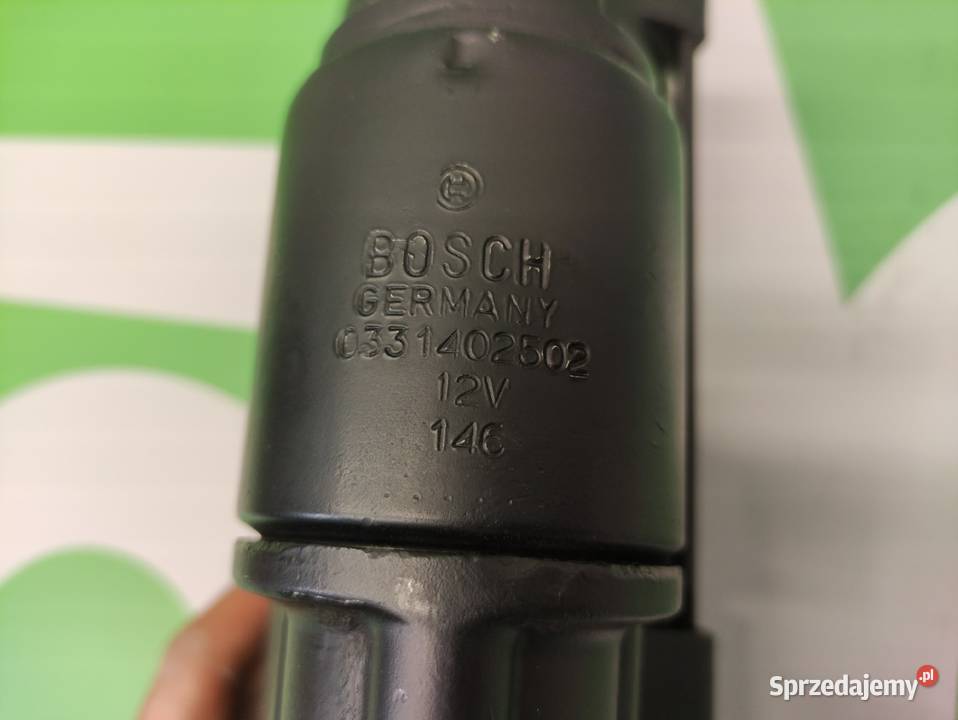 BOSCH
GERMANY
0331402502
12V
146
Sprzedajemy.pl